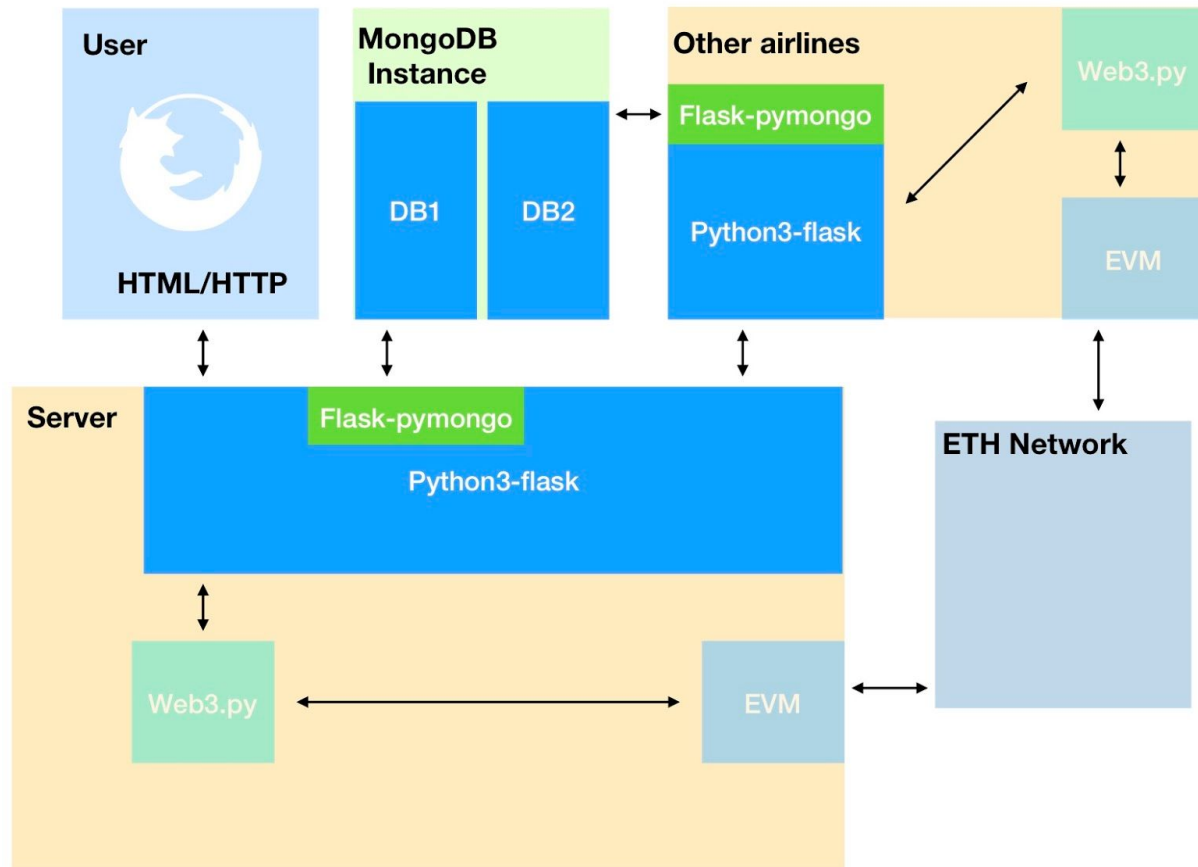 User
HTML/HTTP
MongoDB
Instance
DB1
DB2
Other airlines
Flask-pymongo
Python3-flask
Web3.py
EVM
Server
Flask-pymongo
Python3-flask
Web3.py
EVM
ETH Network